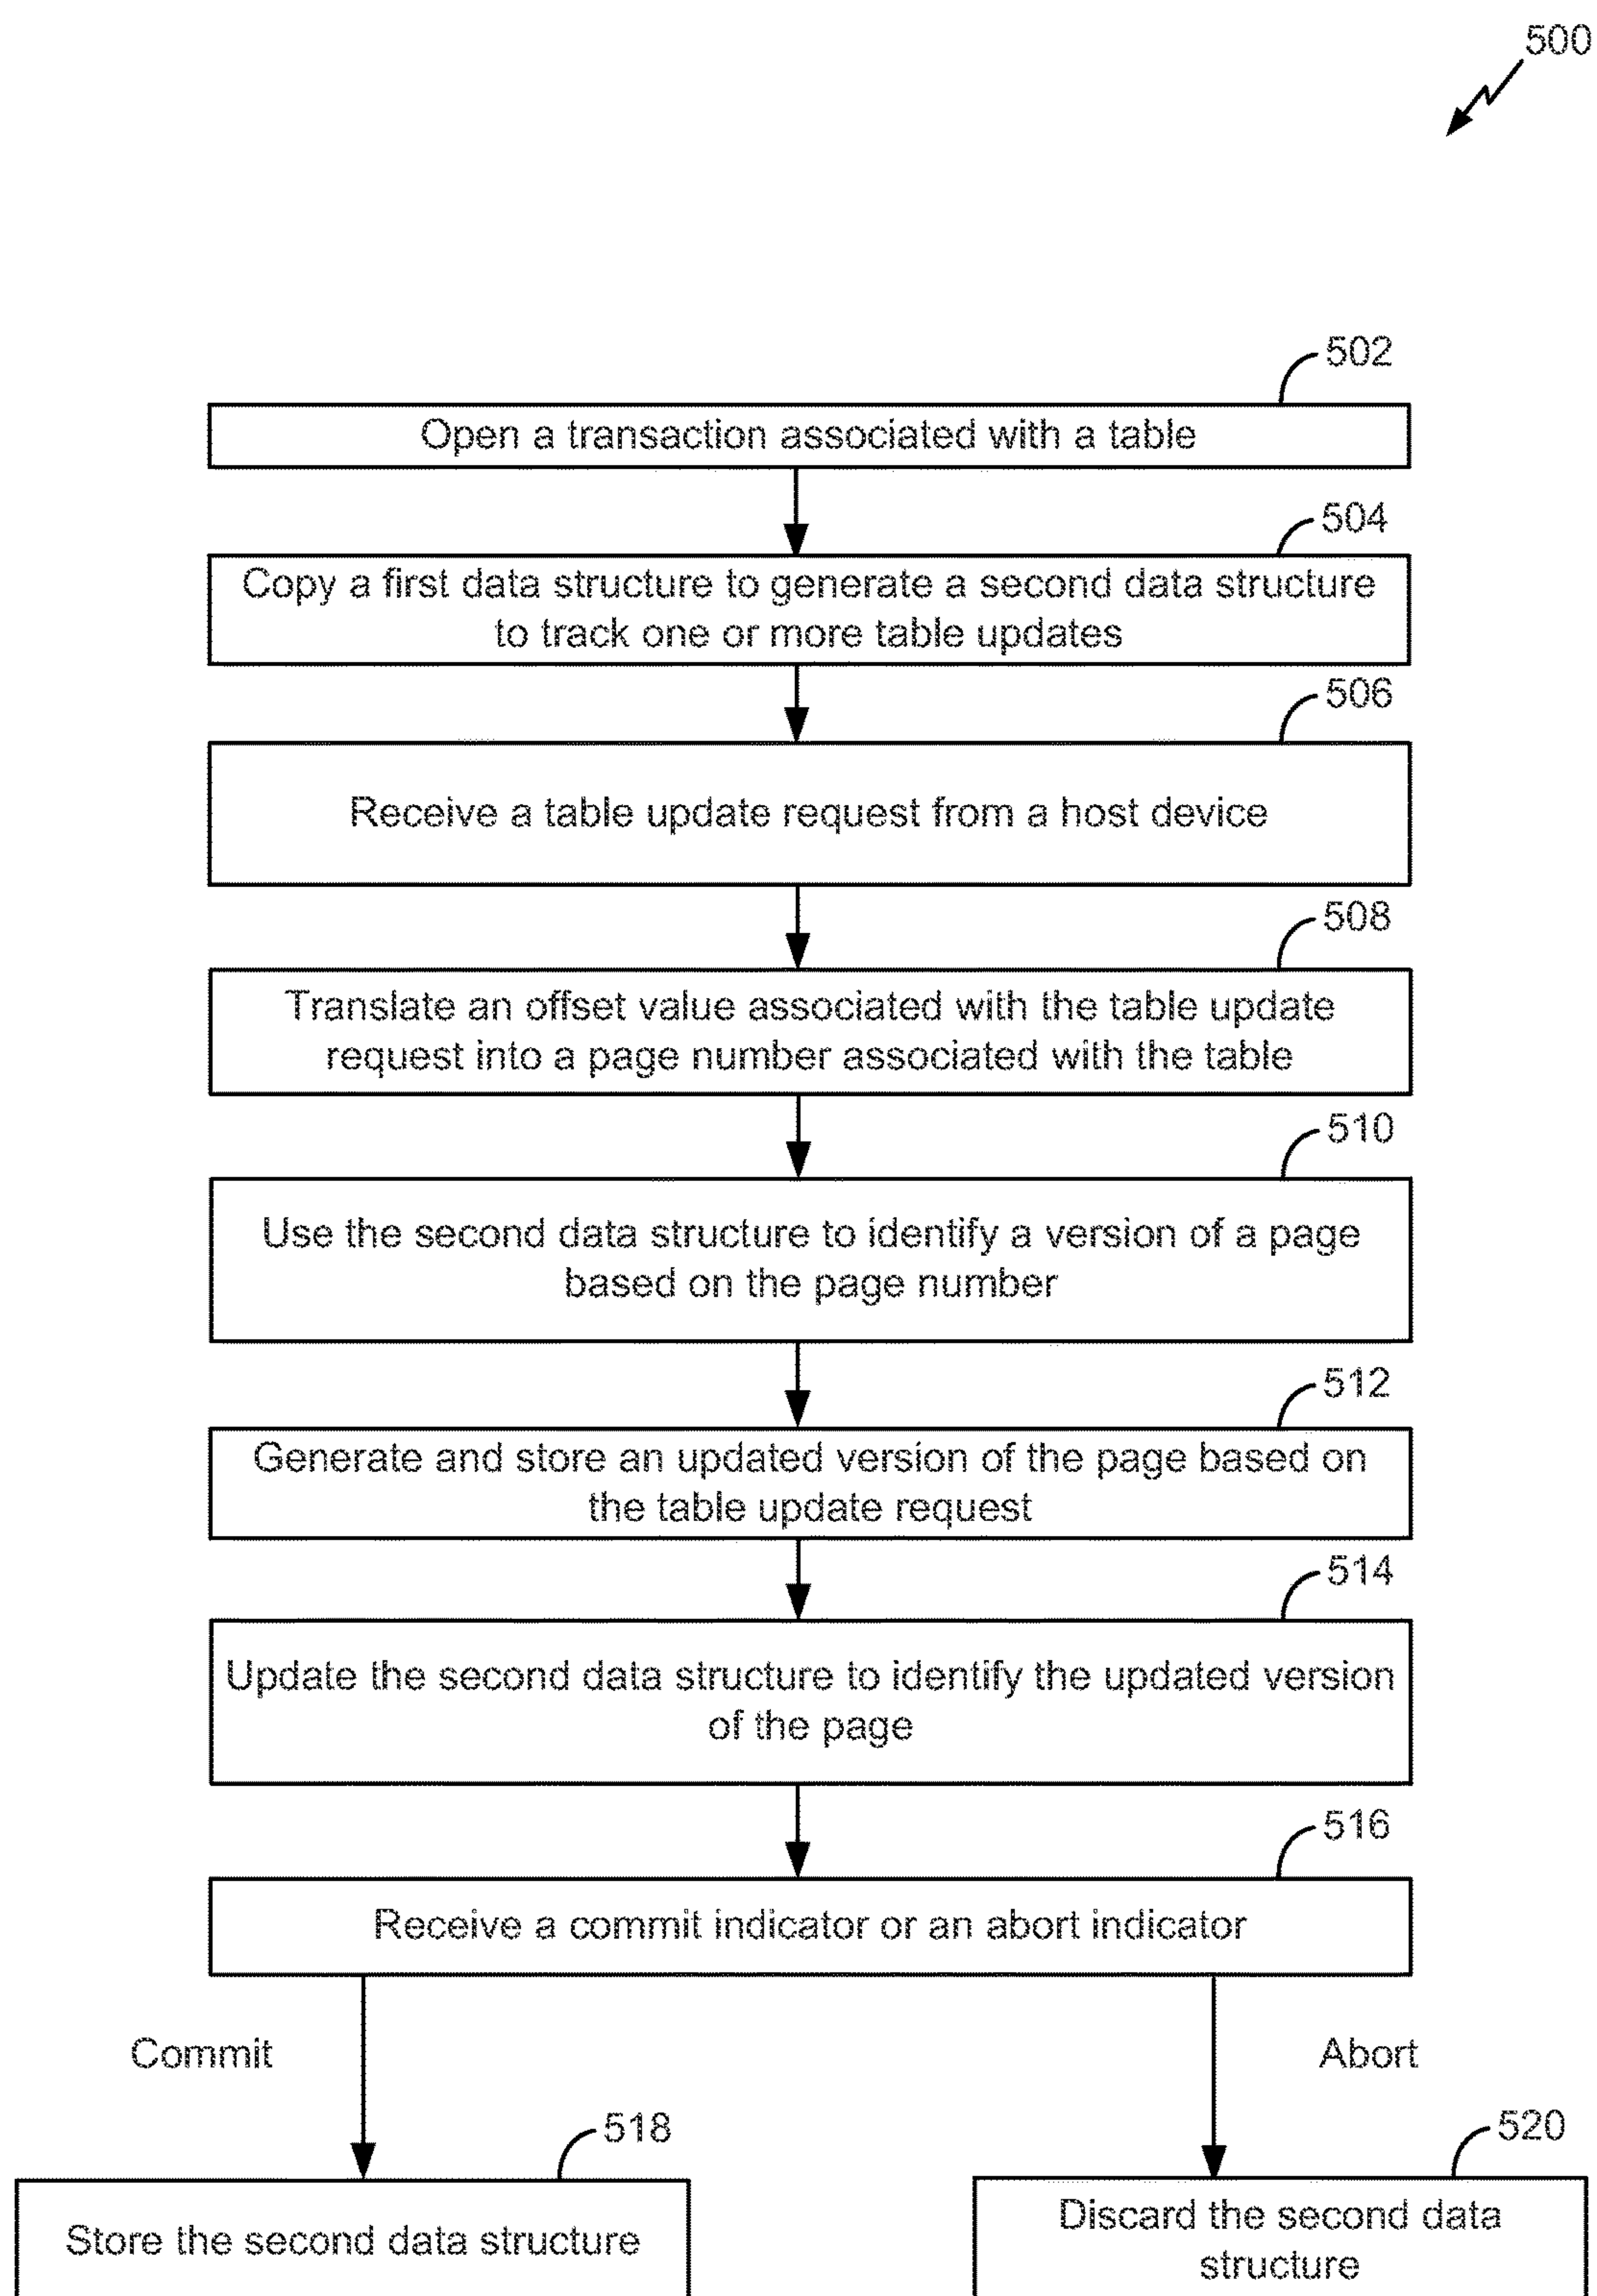 500
502
Open a transaction associated with a table
504
Copy a first data structure to generate a second data structure
to track one or more table updates
506
Receive a table update request from a host device
508
Translate an offset value associated with the table update
request into a page number associated with the table
510
Use the second data structure to identify a version of a page
based on the page number
512
Generate and store an updated version of the page based on
the table update request
514
Update the second data structure to identify the updated version
of the page
516
Receive a commit indicator or an abort indicator
Commit
Abort
518
Store the second data structure
520
Discard the second data
structure